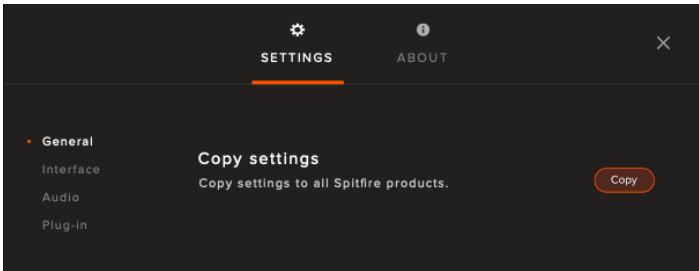 SETTINGS
ABOUT
General
Interface
Audio
Plug-in
Copy settings
Copy settings to all Spitfire products.
Copy